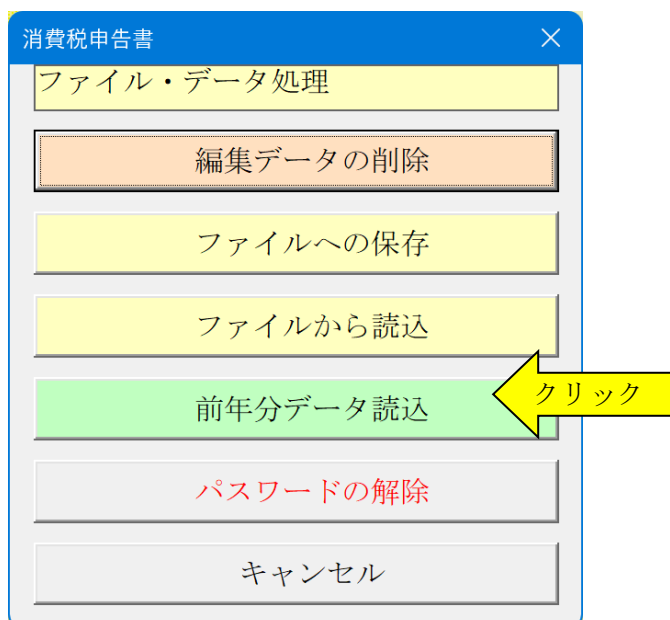 消費税申告書
ファイル・データ処理
編集データの削除
ファイルへの保存
ファイルから読込
前年分データ読込
クリック
パスワードの解除
キャンセル